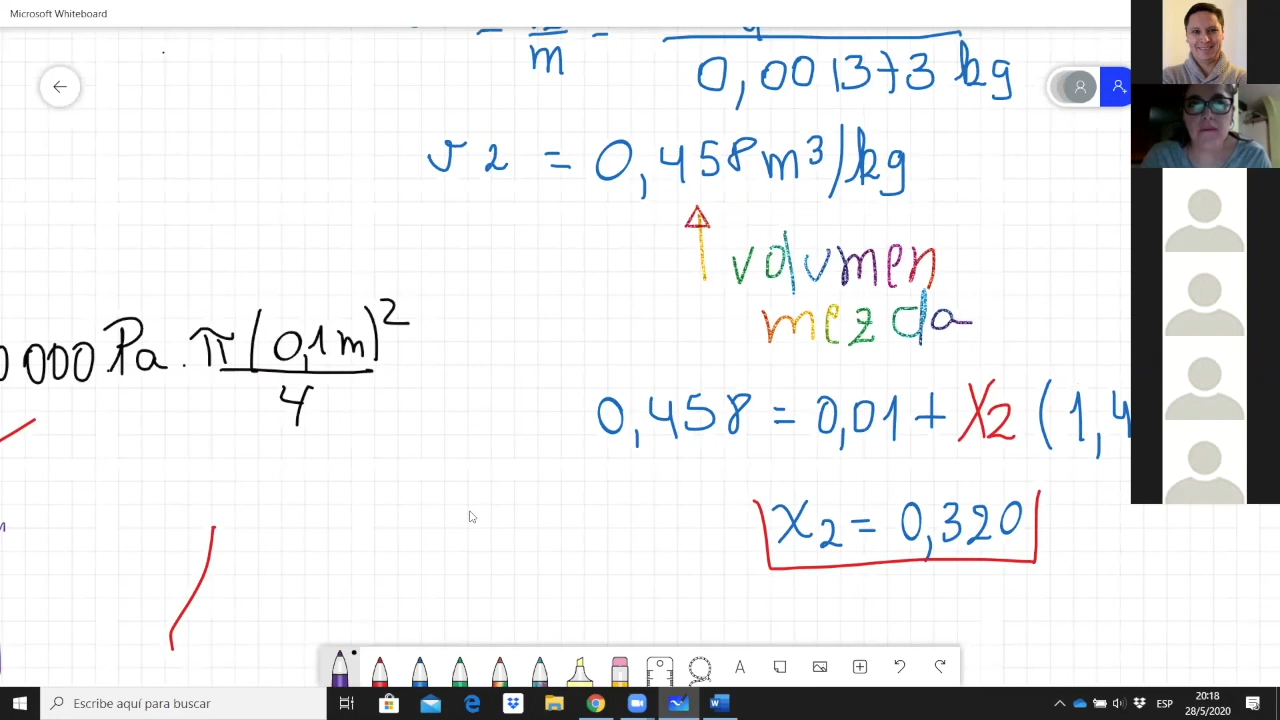 Microsoft Whiteboard
m
0,001373 kg
v2 = 0,458 m³/kg
volumen
mezcla
000 Pa . π (0,1 m)²
4
0,458 = 0,01 + X2 (1,4
X2 = 0,320
A
Escribe aquí para buscar
ESP
20:18
28/5/2020